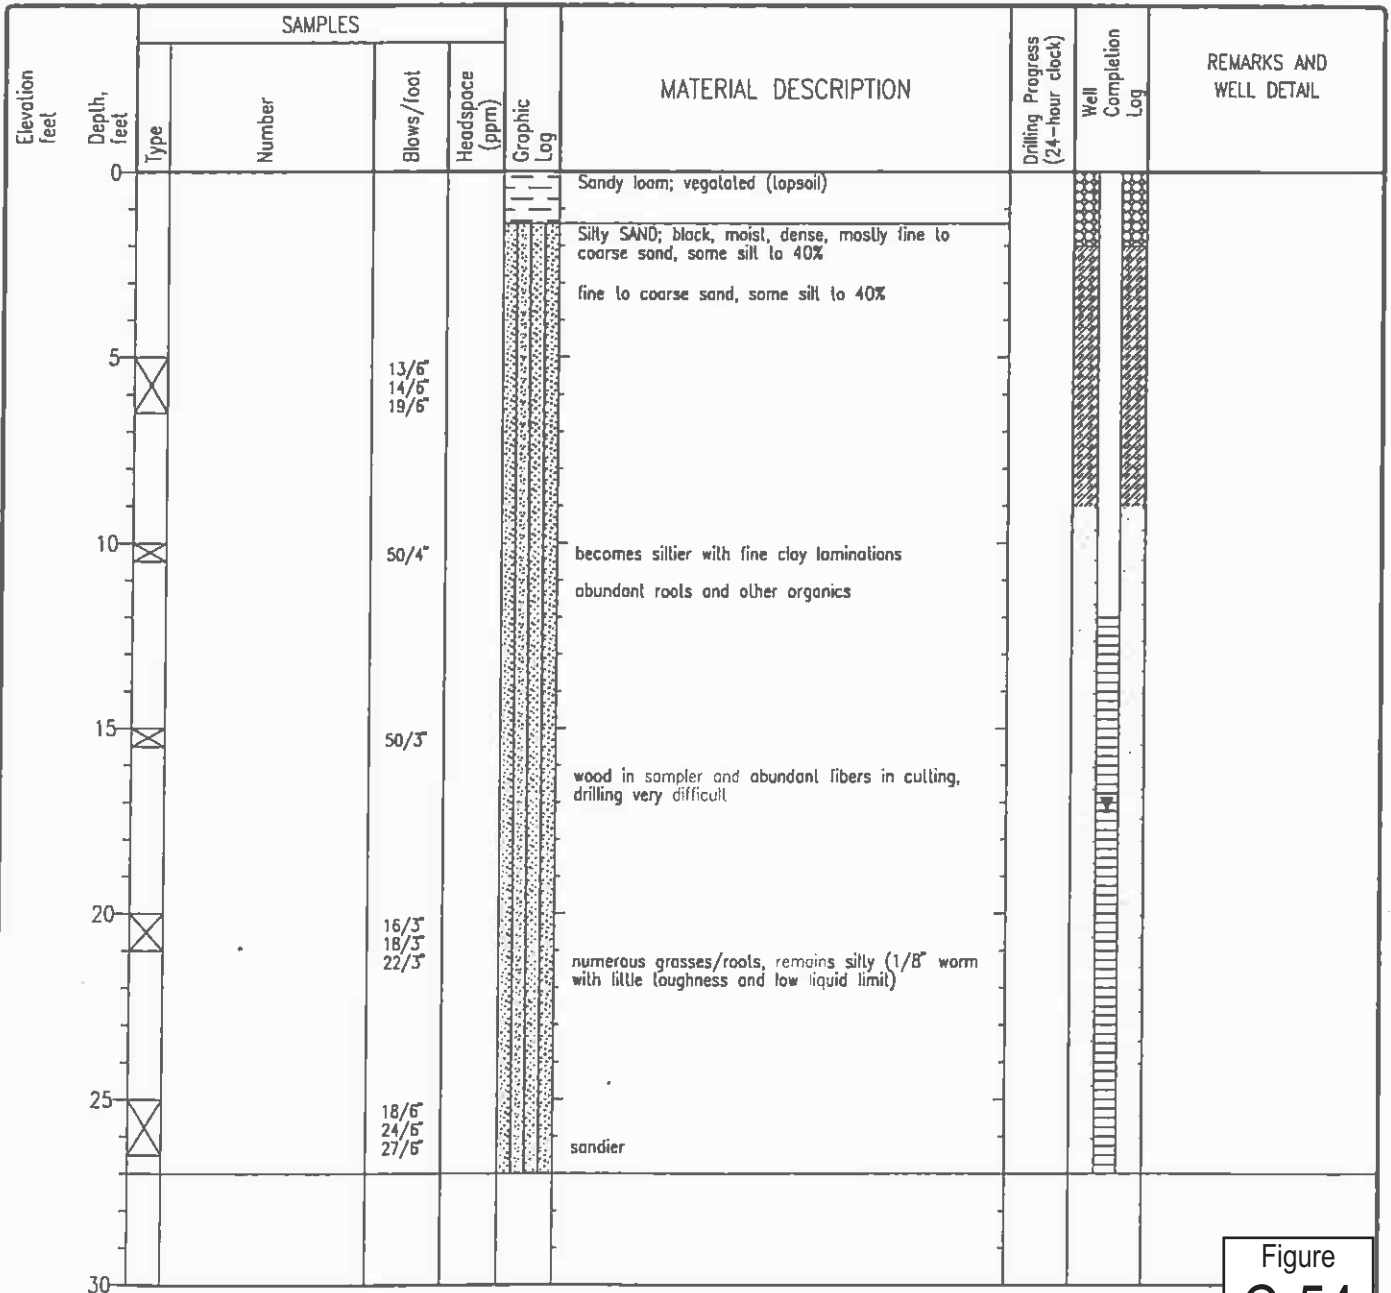 SAMPLES
Elevation
feet
Depth,
feet
Type
Number
Blows/foot
Headspace
(ppm)
Graphic
Log
MATERIAL DESCRIPTION
Drilling Progress
(24-hour clock)
Well
Completion
Log
REMARKS AND
WELL DETAIL
0
Sandy loam; vegatated (topsoil)
Silty SAND; black, moist, dense, mostly fine to
coarse sand, some silt to 40%
fine to coarse sand, some silt to 40%
5
13/6"
14/6"
19/6"
10
50/4"
becomes siltier with fine clay laminations
abundant roots and other organics
15
50/3"
wood in sampler and abundant fibers in cutting,
drilling very difficult
20
16/3"
18/3"
22/3"
numerous grasses/roots, remains silty (1/8" worm
with little toughness and low liquid limit)
25
18/6"
24/6"
27/6"
sandier
30
Figure